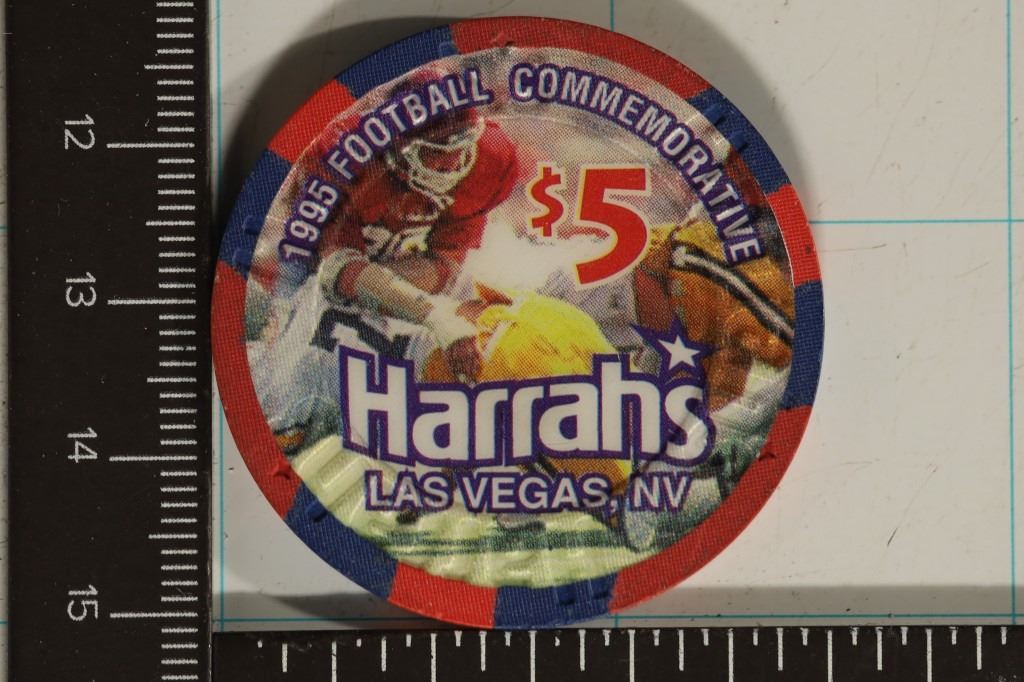 1995 FOOTBALL COMMEMORATIVE
$5
Harrah's
LAS VEGAS, NV
12
13
14
15